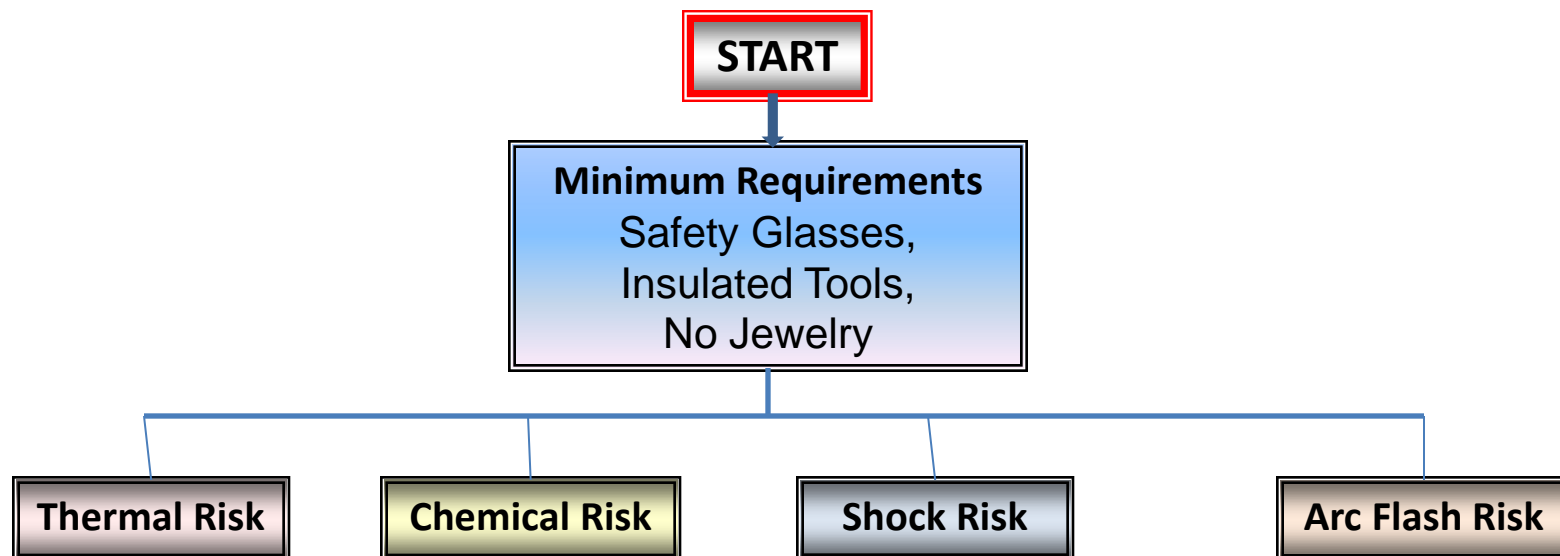 START
Minimum Requirements
Safety Glasses,
Insulated Tools,
No Jewelry
Thermal Risk
Chemical Risk
Shock Risk
Arc Flash Risk